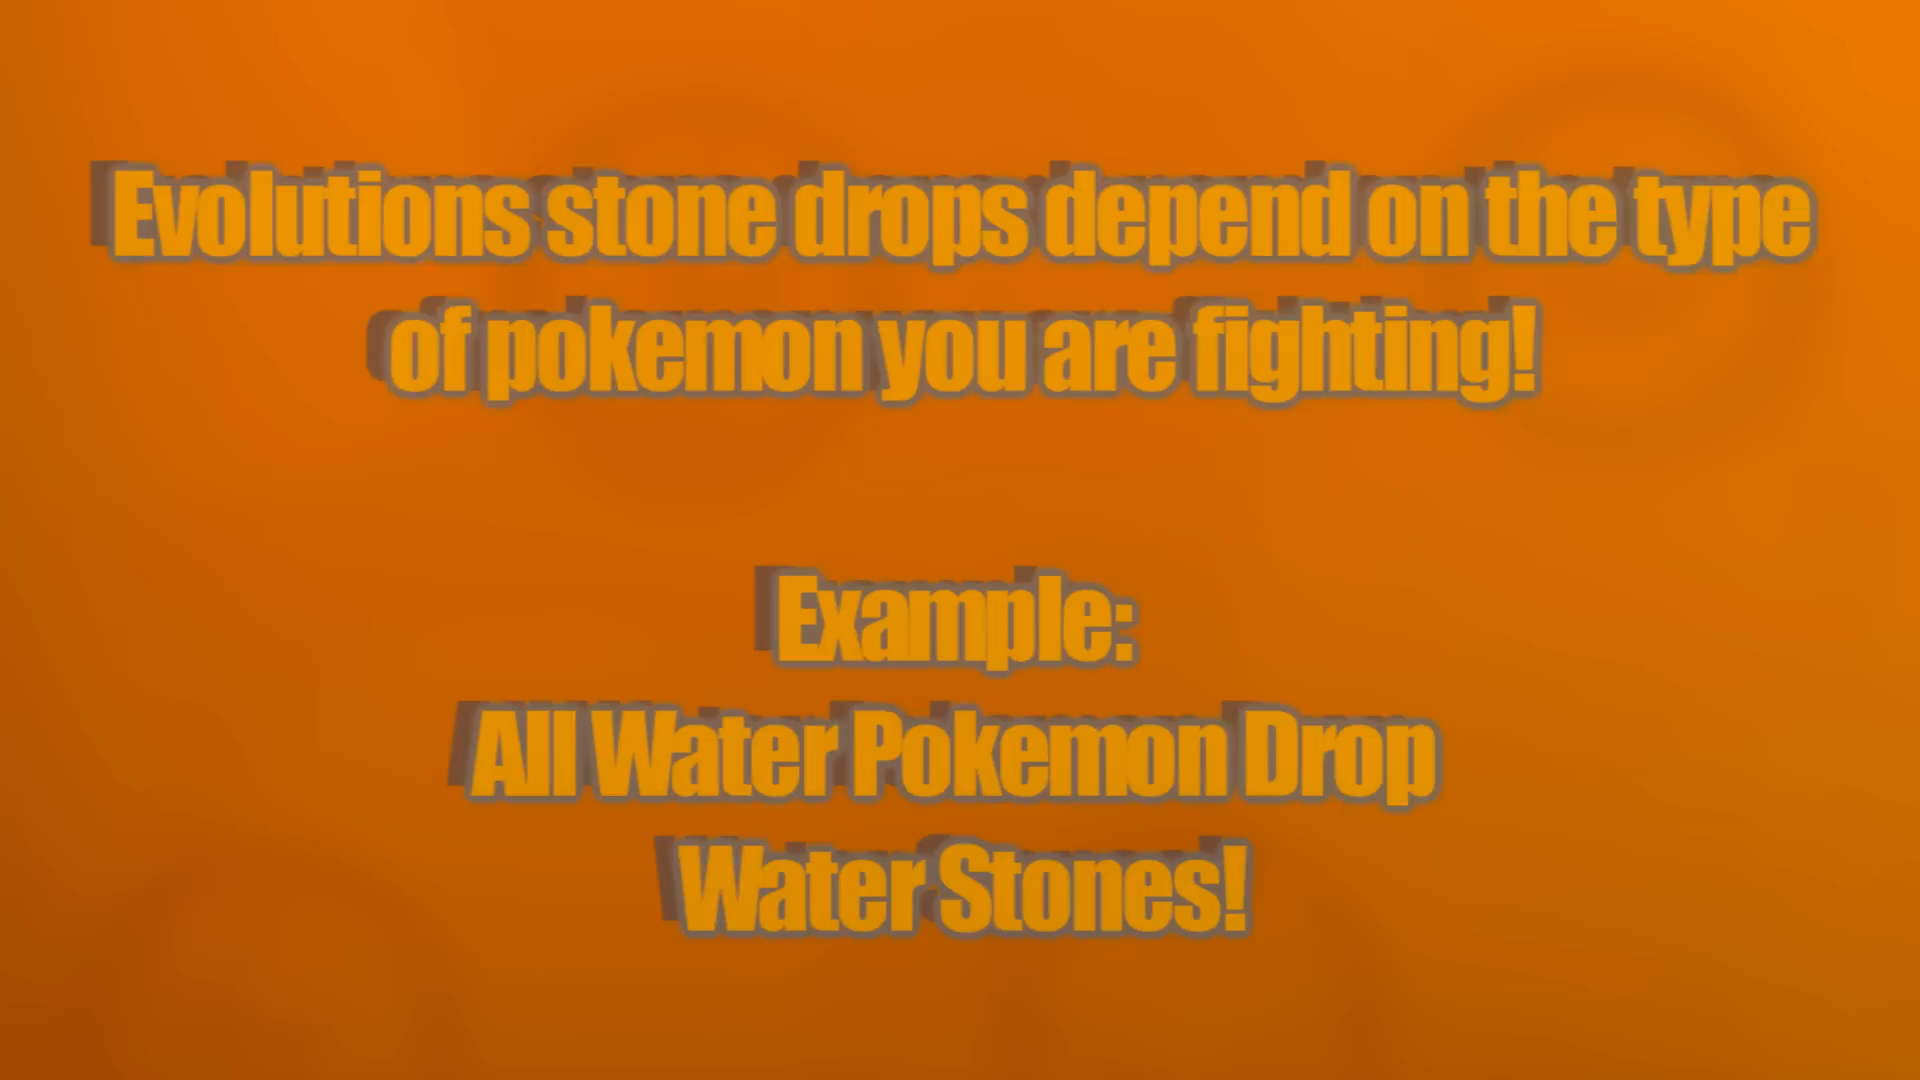 Evolutions stone drops depend on the type
of pokemon you are fighting!
Example:
All Water Pokemon Drop
Water Stones!